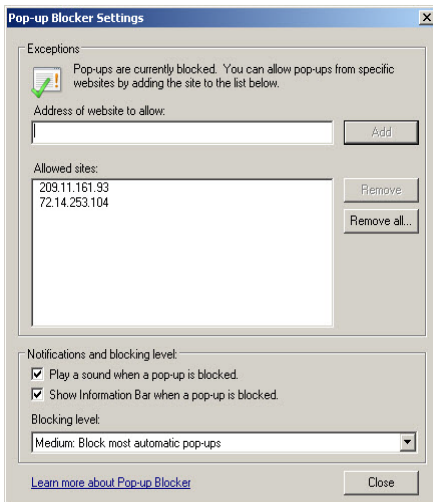 Pop-up Blocker Settings
Exceptions
Pop-ups are currently blocked. You can allow pop-ups from specific
websites by adding the site to the list below.
Address of website to allow:
Add
Allowed sites:
209.11.161.93
72.14.253.104
Remove
Remove all...
Notifications and blocking level:
Play a sound when a pop-up is blocked.
Show Information Bar when a pop-up is blocked.
Blocking level:
Medium: Block most automatic pop-ups
Learn more about Pop-up Blocker
Close